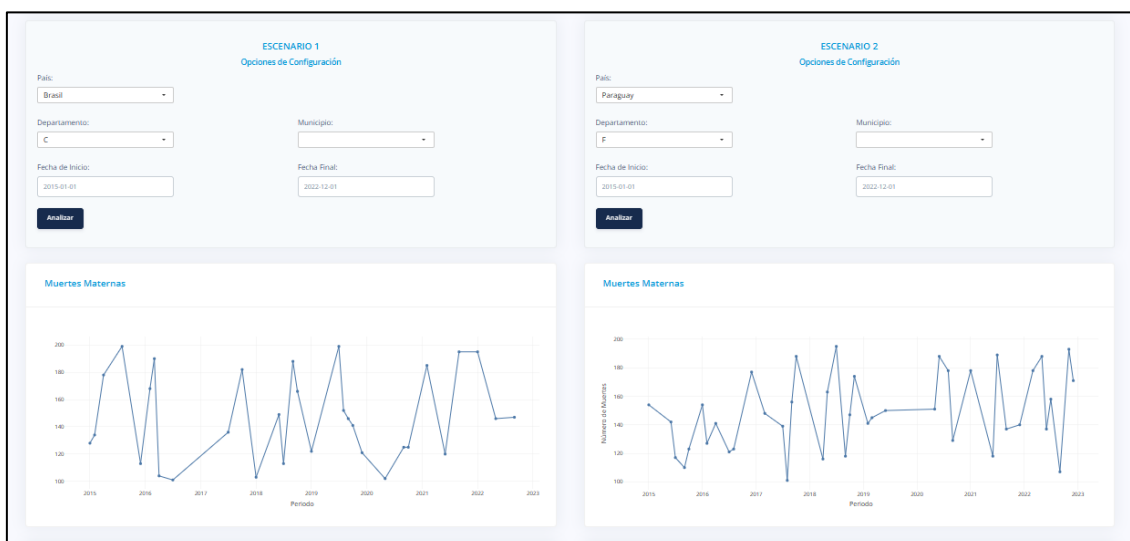 ESCENARIO 1
Opciones de Configuración
País:
Brasil
Departamento:
Municipio:
C
Fecha de Inicio:
Fecha Final:
2015-01-01
2022-12-01
Analizar
ESCENARIO 2
Opciones de Configuración
País:
Paraguay
Departamento:
Municipio:
F
Fecha de Inicio:
Fecha Final:
2015-01-01
2022-12-01
Analizar
Muertes Maternas
200
180
160
140
120
100
2015 2016 2017 2018 2019 2020 2021 2022 2023
Periodo
Muertes Maternas
Número de Muertes
200
180
160
140
120
100
2015 2016 2017 2018 2019 2020 2021 2022 2023
Periodo